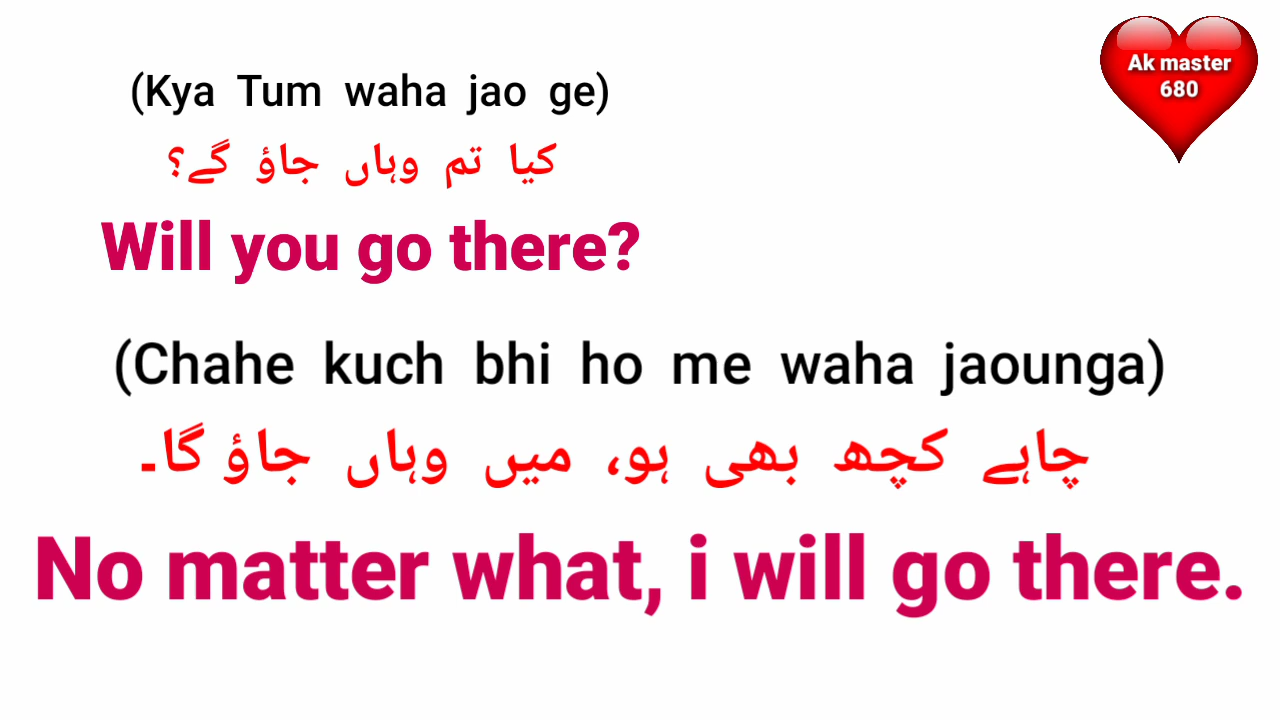 (Kya Tum waha jao ge)
کیا تم وہاں جاؤ گے؟
Will you go there?
(Chahe kuch bhi ho me waha jaounga)
چاہے کچھ بھی ہو، میں وہاں جاؤ گا۔
No matter what, i will go there.
Ak master
680